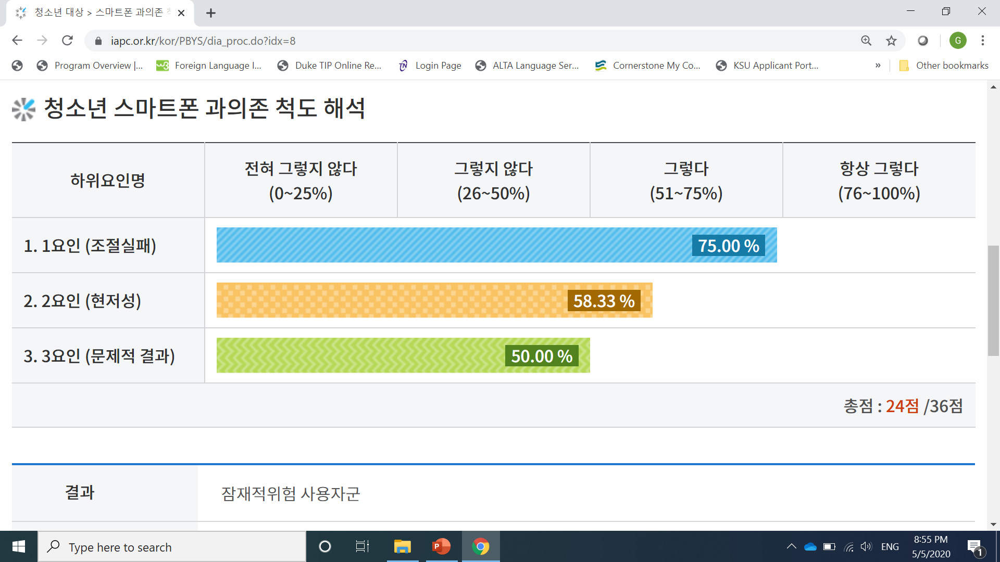 청소년 대상 > 스마트폰 과의존
iapc.or.kr/kor/PBYS/dia_proc.do?idx=8
G
Program Overview |... Foreign Language I... Duke TIP Online Re... Login Page ALTA Language Ser... Cornerstone My Co... KSU Applicant Port... » Other bookmarks
청소년 스마트폰 과의존 척도 해석
하위요인명 전혀 그렇지 않다 그렇지 않다 그렇다 항상 그렇다
(0~25%) (26~50%) (51~75%) (76~100%)
1. 1요인 (조절실패) 75.00 %
2. 2요인 (현저성) 58.33 %
3. 3요인 (문제적 결과) 50.00 %
총점 : 24점 /36점
결과 잠재적위험 사용자군
Type here to search
ENG
8:55 PM
5/5/2020
1